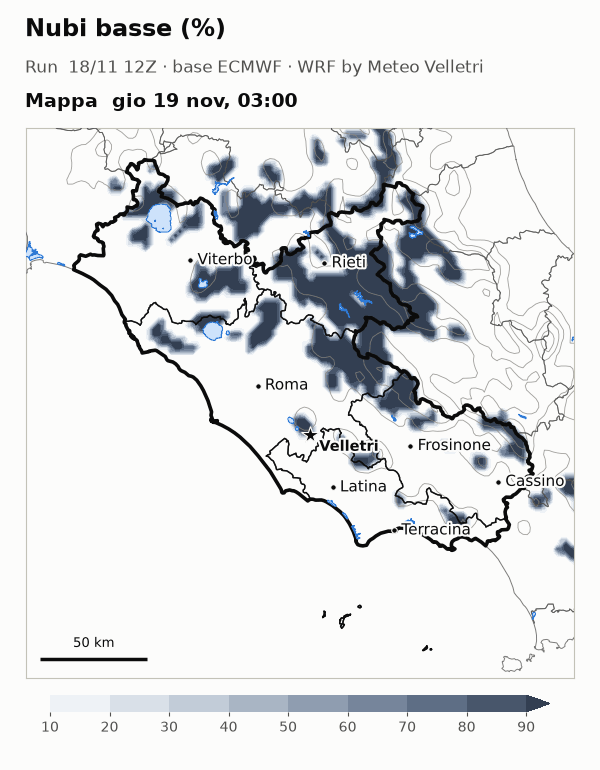 Nubi basse (%)
Run  18/11 12Z · base ECMWF · WRF by Meteo Velletri
Mappa  gio 19 nov, 03:00
Viterbo
Rieti
Roma
Velletri
Frosinone
Latina
Cassino
Terracina
50 km
10 20 30 40 50 60 70 80 90